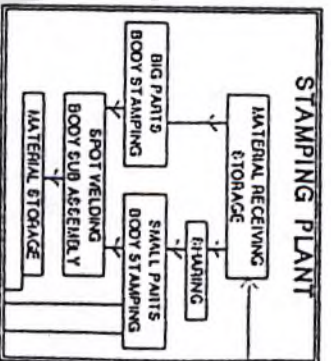 STAMPING PLANT
MATERIAL RECEIVING
STORAGE
SHARING
BIG PARTS
BODY STAMPING
SMALL PARTS
BODY STAMPING
SPOT WELDING
BODY SUB ASSEMBLY
MATERIAL STORAGE